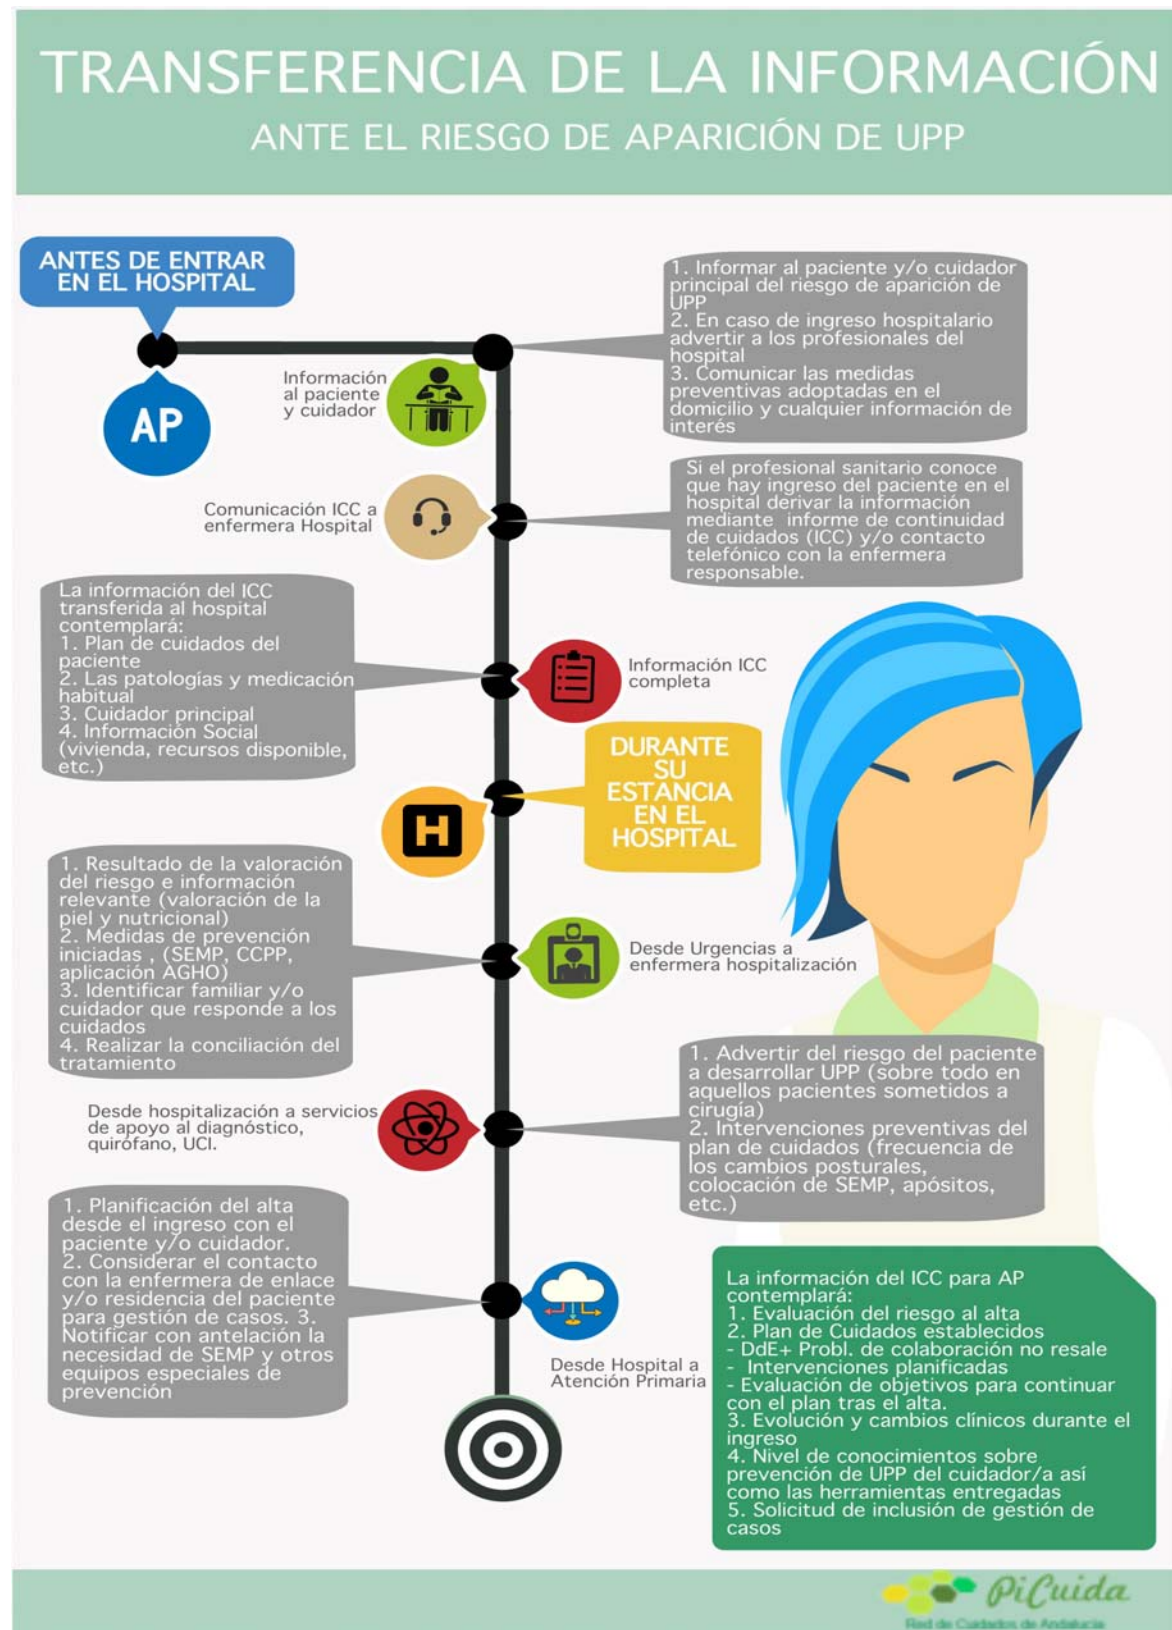 TRANSFERENCIA DE LA INFORMACIÓN
ANTE EL RIESGO DE APARICIÓN DE UPP
ANTES DE ENTRAR
EN EL HOSPITAL
AP
1. Informar al paciente y/o cuidador
principal del riesgo de aparición de
UPP
2. En caso de ingreso hospitalario
advertir a los profesionales del
hospital
3. Comunicar las medidas
preventivas adoptadas en el
domicilio y cualquier información de
interés
Información
al paciente
y cuidador
Comunicación ICC a
enfermera Hospital
Si el profesional sanitario conoce
que hay ingreso del paciente en el
hospital derivar la información
mediante informe de continuidad
de cuidados (ICC) y/o contacto
telefónico con la enfermera
responsable.
La información del ICC
transferida al hospital
contemplará:
1. Plan de cuidados del
paciente
2. Las patologías y medicación
habitual
3. Cuidador principal
4. Información Social
(vivienda, recursos disponible,
etc.)
Información ICC
completa
DURANTE
SU
ESTANCIA
EN EL
HOSPITAL
H
1. Resultado de la valoración
del riesgo e información
relevante (valoración de la
piel y nutricional)
2. Medidas de prevención
iniciadas , (SEMP, CCPP,
aplicación AGHO)
3. Identificar familiar y/o
cuidador que responde a los
cuidados
4. Realizar la conciliación del
tratamiento
Desde Urgencias a
enfermera hospitalización
Desde hospitalización a servicios
de apoyo al diagnóstico,
quirófano, UCI.
1. Advertir del riesgo del paciente
a desarrollar UPP (sobre todo en
aquellos pacientes sometidos a
cirugía)
2. Intervenciones preventivas del
plan de cuidados (frecuencia de
los cambios posturales,
colocación de SEMP, apósitos,
etc.)
1. Planificación del alta
desde el ingreso con el
paciente y/o cuidador.
2. Considerar el contacto
con la enfermera de enlace
y/o residencia del paciente
para gestión de casos. 3.
Notificar con antelación la
necesidad de SEMP y otros
equipos especiales de
prevención
Desde Hospital a
Atención Primaria
La información del ICC para AP
contemplará:
1. Evaluación del riesgo al alta
2. Plan de Cuidados establecidos
- DdE+ Probl. de colaboración no resale
- Intervenciones planificadas
- Evaluación de objetivos para continuar
con el plan tras el alta.
3. Evolución y cambios clínicos durante el
ingreso
4. Nivel de conocimientos sobre
prevención de UPP del cuidador/a así
como las herramientas entregadas
5. Solicitud de inclusión de gestión de
casos
PiCuida
Red de Cuidados de Andalucía